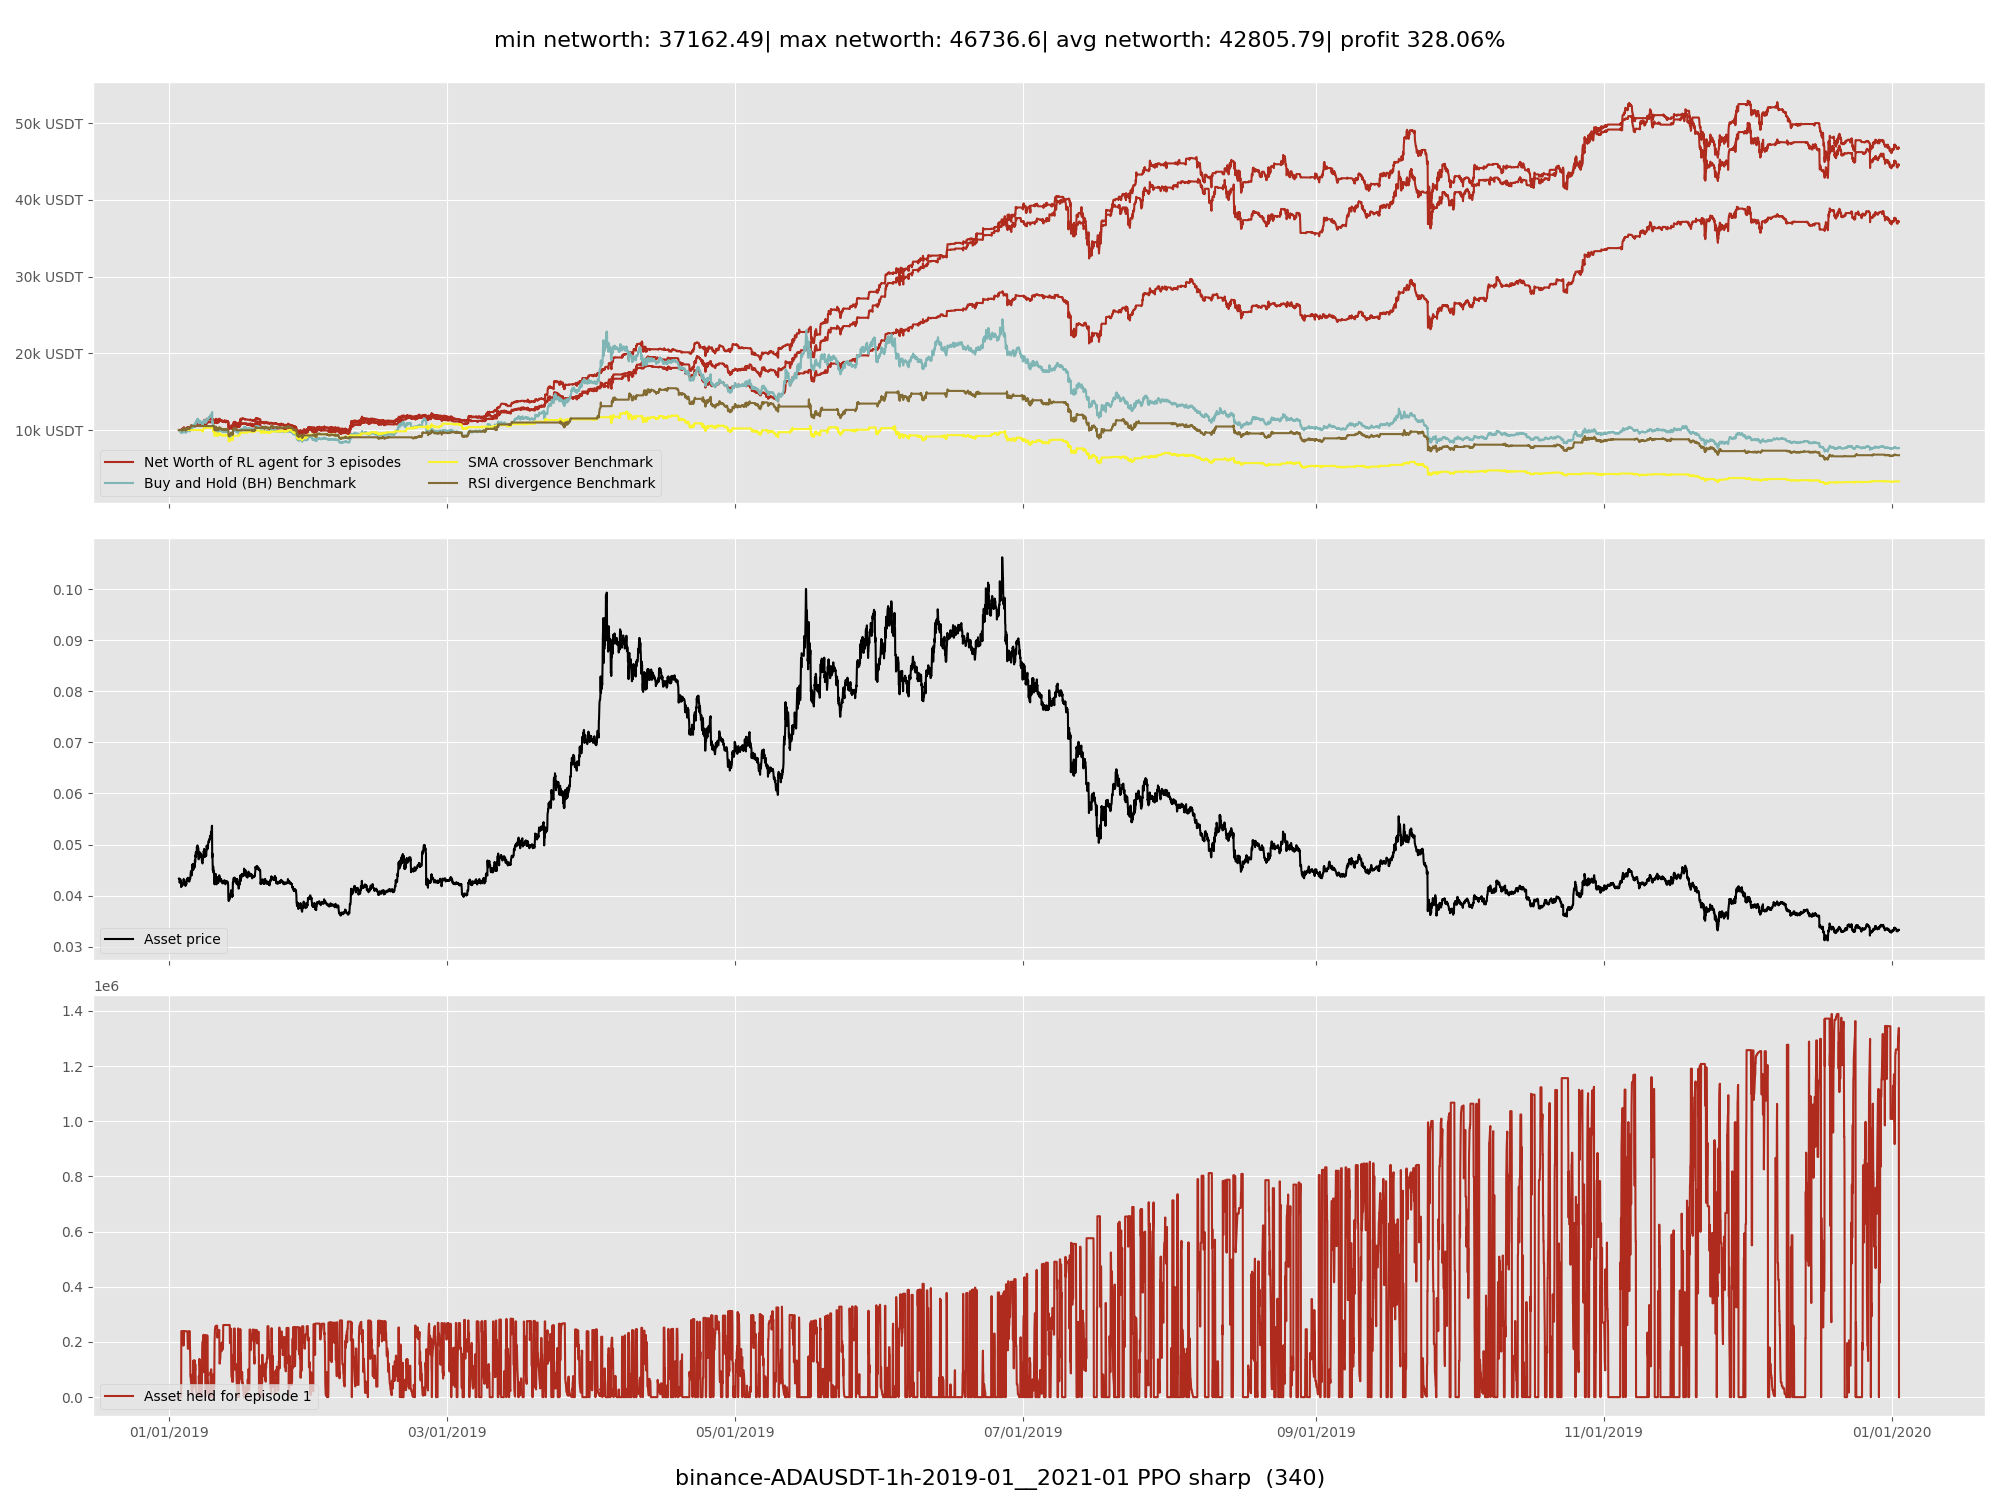 min networth: 37162.49| max networth: 46736.6| avg networth: 42805.79| profit 328.06%
50k USDT
40k USDT
30k USDT
20k USDT
10k USDT
Net Worth of RL agent for 3 episodes
Buy and Hold (BH) Benchmark
SMA crossover Benchmark
RSI divergence Benchmark
0.10
0.09
0.08
0.07
0.06
0.05
0.04
0.03
Asset price
1e6
1.4
1.2
1.0
0.8
0.6
0.4
0.2
0.0
Asset held for episode 1
01/01/2019 03/01/2019 05/01/2019 07/01/2019 09/01/2019 11/01/2019 01/01/2020
binance-ADAUSDT-1h-2019-01__2021-01 PPO sharp  (340)